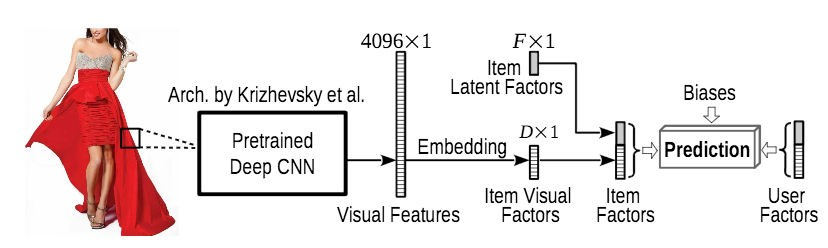 4096×1
F×1
Item
Latent Factors
Arch. by Krizhevsky et al.
Biases
Pretrained
Deep CNN
Embedding
D×1
Prediction
Visual Features
Item Visual
Factors
Item
Factors
User
Factors